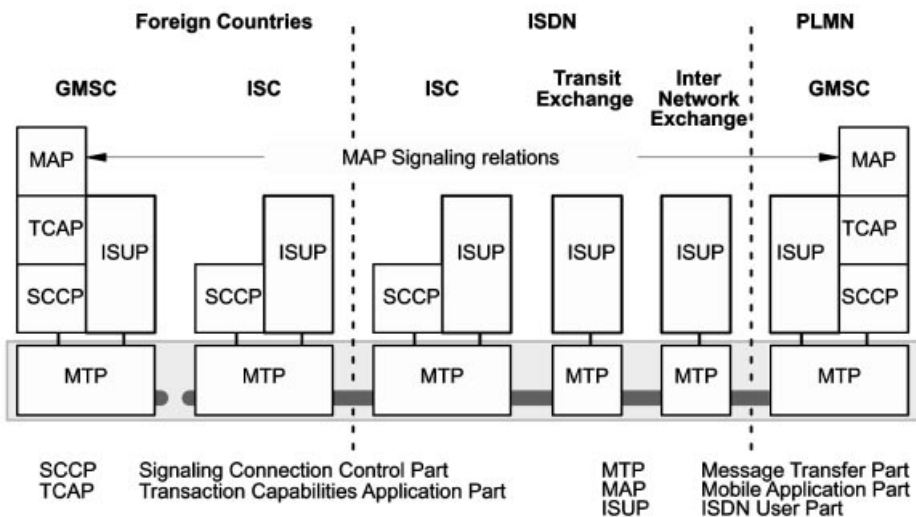 Foreign Countries ISDN PLMN
GMSC ISC ISC Transit Exchange Inter Network Exchange GMSC
MAP MAP Signaling relations MAP
TCAP ISUP ISUP ISUP ISUP ISUP ISUP TCAP
SCCP SCCP SCCP SCCP
MTP MTP MTP MTP MTP MTP
SCCP Signaling Connection Control Part MTP Message Transfer Part
TCAP Transaction Capabilities Application Part MAP Mobile Application Part
ISUP ISDN User Part